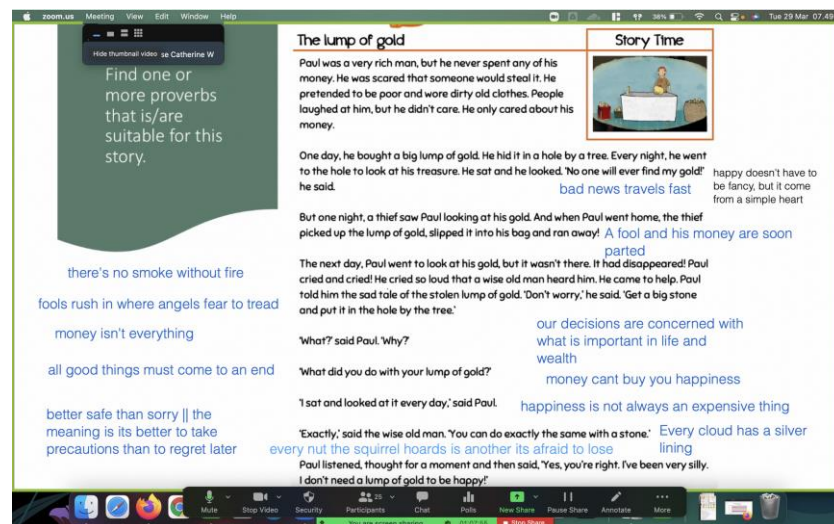 zoom.us Meeting View Edit Window Help
38%
Tue 29 Mar 07.49
Hide thumbnail video
se Catherine W
Find one or
more proverbs
that is/are
suitable for this
story.
The lump of gold
Story Time
Paul was a very rich man, but he never spent any of his
money. He was scared that someone would steal it. He
pretended to be poor and wore dirty old clothes. People
laughed at him, but he didn't care. He only cared about his
money.
One day, he bought a big lump of gold. He hid it in a hole by a tree. Every night, he went
to the hole to look at his treasure. He sat and he looked. 'No one will ever find my gold!'
he said.
bad news travels fast
happy doesn't have to
be fancy, but it come
from a simple heart
But one night, a thief saw Paul looking at his gold. And when Paul went home, the thief
picked up the lump of gold, slipped it into his bag and ran away!
A fool and his money are soon
parted
The next day, Paul went to look at his gold, but it wasn't there. It had disappeared! Paul
cried and cried! He cried so loud that a wise old man heard him. He came to help. Paul
told him the sad tale of the stolen lump of gold. 'Don't worry,' he said. 'Get a big stone
and put it in the hole by the tree.'
there's no smoke without fire
fools rush in where angels fear to tread
money isn't everything
all good things must come to an end
better safe than sorry || the
meaning is its better to take
precautions than to regret later
'What?' said Paul. 'Why?'
our decisions are concerned with
what is important in life and
wealth
'What did you do with your lump of gold?'
money cant buy you happiness
'I sat and looked at it every day,' said Paul.
happiness is not always an expensive thing
'Exactly,' said the wise old man. 'You can do exactly the same with a stone.'
Every cloud has a silver
lining
every nut the squirrel hoards is another its afraid to lose
Paul listened, thought for a moment and then said, 'Yes, you're right. I've been very silly.
I don't need a lump of gold to be happy!'
Mute
Stop Video
Security
25
Participants
Chat
Polls
New Share
Pause Share
Annotate
More
You are screen sharing
01:02:55
Stop Share